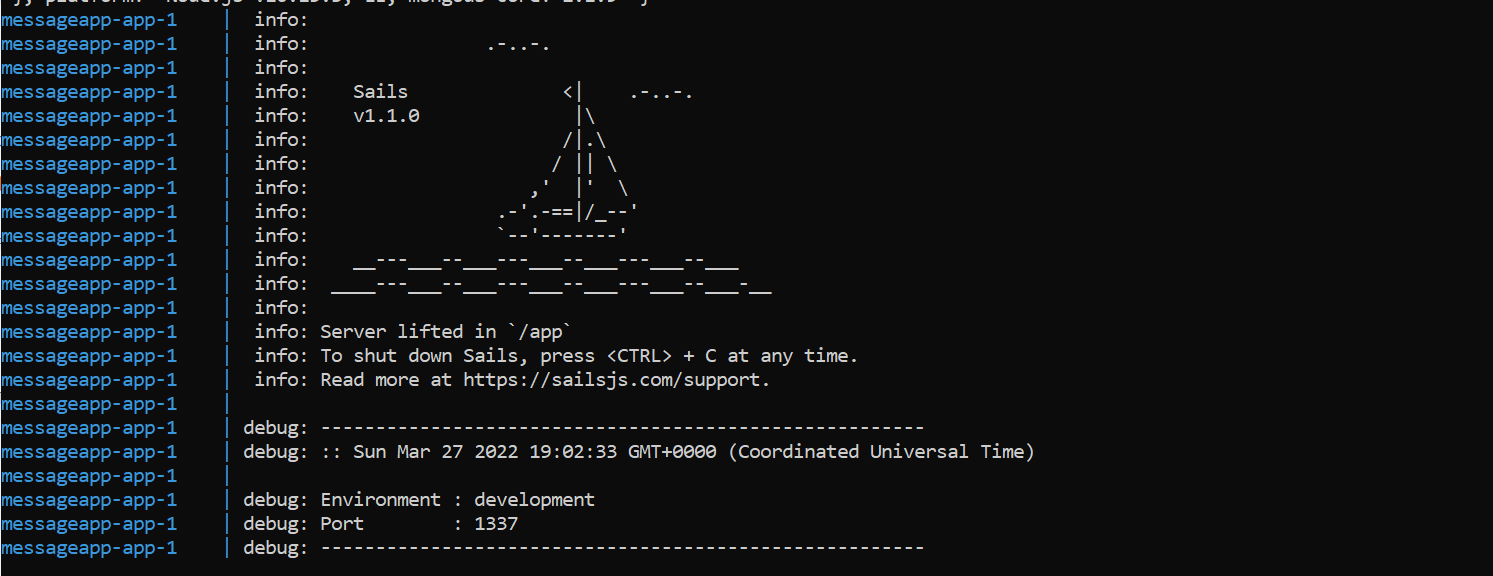 messageapp-app-1    |  info:
messageapp-app-1    |  info:                .-..-.
messageapp-app-1    |  info:
messageapp-app-1    |  info:    Sails              <|    .-..-.
messageapp-app-1    |  info:    v1.1.0              |\
messageapp-app-1    |  info:                       /|.\
messageapp-app-1    |  info:                      / || \
messageapp-app-1    |  info:                    ,'  |'  \
messageapp-app-1    |  info:                 .-'.-==|/_--'
messageapp-app-1    |  info:                 `--'-------'
messageapp-app-1    |  info:    __---___--___---___--___---___--___
messageapp-app-1    |  info:  ____---___--___---___--___---___--___-__
messageapp-app-1    |  info:
messageapp-app-1    |  info: Server lifted in `/app`
messageapp-app-1    |  info: To shut down Sails, press <CTRL> + C at any time.
messageapp-app-1    |  info: Read more at https://sailsjs.com/support.
messageapp-app-1    |
messageapp-app-1    | debug: -------------------------------------------------------
messageapp-app-1    | debug: :: Sun Mar 27 2022 19:02:33 GMT+0000 (Coordinated Universal Time)
messageapp-app-1    |
messageapp-app-1    | debug: Environment : development
messageapp-app-1    | debug: Port        : 1337
messageapp-app-1    | debug: -------------------------------------------------------